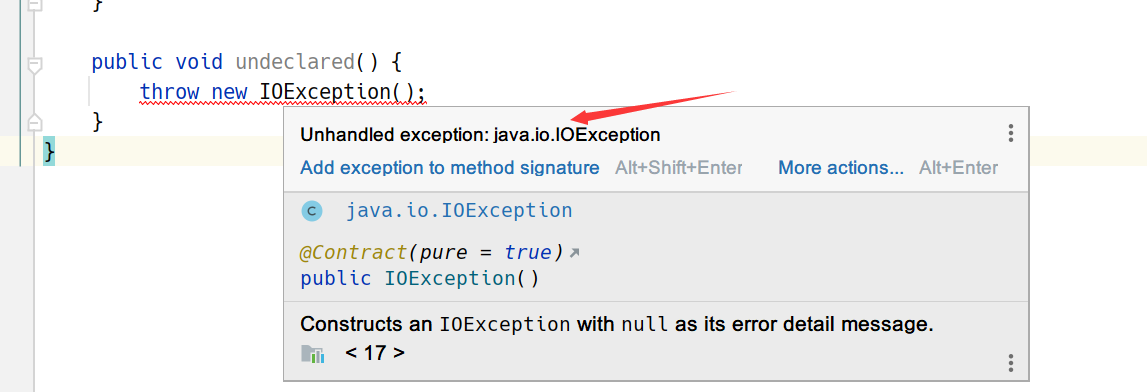 }
public void undeclared() {
throw new IOException();
}
}
Unhandled exception: java.io.IOException
Add exception to method signature Alt+Shift+Enter More actions... Alt+Enter
C java.io.IOException
@Contract(pure = true)
public IOException()
Constructs an IOException with null as its error detail message.
< 17 >